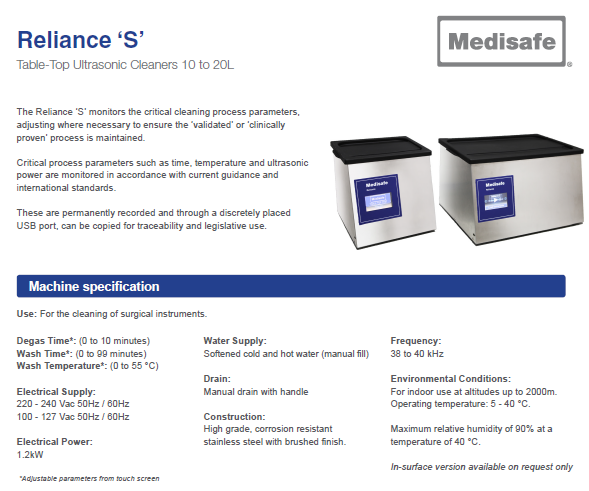 Reliance ‘S’
Table-Top Ultrasonic Cleaners 10 to 20L
Medisafe®
The Reliance 'S' monitors the critical cleaning process parameters,
adjusting where necessary to ensure the 'validated' or 'clinically
proven' process is maintained.
Critical process parameters such as time, temperature and ultrasonic
power are monitored in accordance with current guidance and
international standards.
These are permanently recorded and through a discretely placed
USB port, can be copied for traceability and legislative use.
Medisafe
Medisafe
Machine specification
Use: For the cleaning of surgical instruments.
Degas Time*: (0 to 10 minutes)
Wash Time*: (0 to 99 minutes)
Wash Temperature*: (0 to 55 °C)
Electrical Supply:
220 - 240 Vac 50Hz / 60Hz
100 - 127 Vac 50Hz / 60Hz
Electrical Power:
1.2kW
*Adjustable parameters from touch screen
Water Supply:
Softened cold and hot water (manual fill)
Drain:
Manual drain with handle
Construction:
High grade, corrosion resistant
stainless steel with brushed finish.
Frequency:
38 to 40 kHz
Environmental Conditions:
For indoor use at altitudes up to 2000m.
Operating temperature: 5 - 40 °C.
Maximum relative humidity of 90% at a
temperature of 40 °C.
In-surface version available on request only